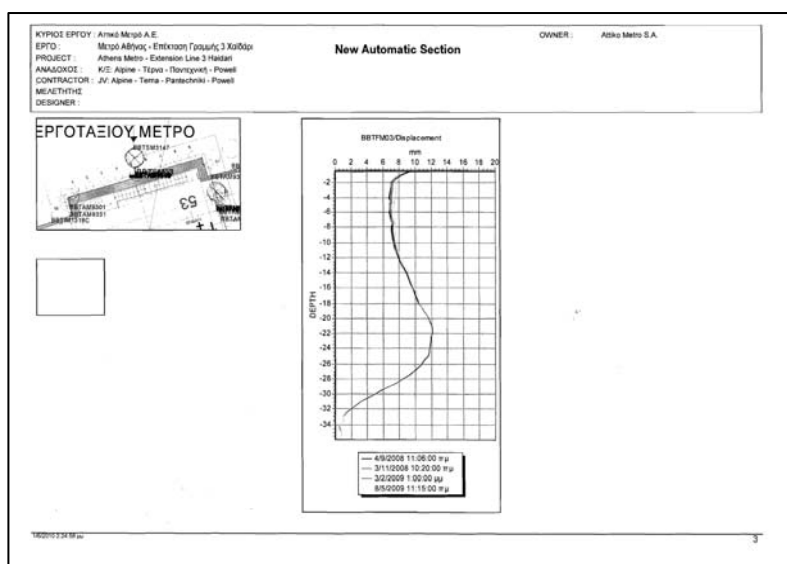 ΚΥΡΙΟΣ ΕΡΓΟΥ : Αττικό Μετρό Α.Ε.
ΕΡΓΟ : Μετρό Αθήνας - Επέκταση Γραμμής 3 Χαϊδάρι
PROJECT : Athens Metro - Extension Line 3 Haidari
ΑΝΑΔΟΧΟΣ : Κ/Ξ: Alpine - Τέρνα - Παντεχνική - Powell
CONTRACTOR : JV: Alpine - Terna - Pantechniki - Powell
ΜΕΛΕΤΗΤΗΣ
DESIGNER :
New Automatic Section
OWNER : Attiko Metro S.A.
ΕΡΓΟΤΑΞΙΟΥ ΜΕΤΡΟ
BBTSM3147
BBTAM9301
BBTAM9331
53
BBTFM03/Displacement
mm
0 2 4 6 8 10 12 14 16 18 20
-2
-4
-6
-8
-10
-12
-14
-16
-18
-20
-22
-24
-26
-28
-30
-32
-34
DEPTH
4/9/2008 11:06:00 πμ
3/11/2008 10:20:00 πμ
3/2/2009 1:00:00 μμ
8/5/2009 11:15:00 πμ
3